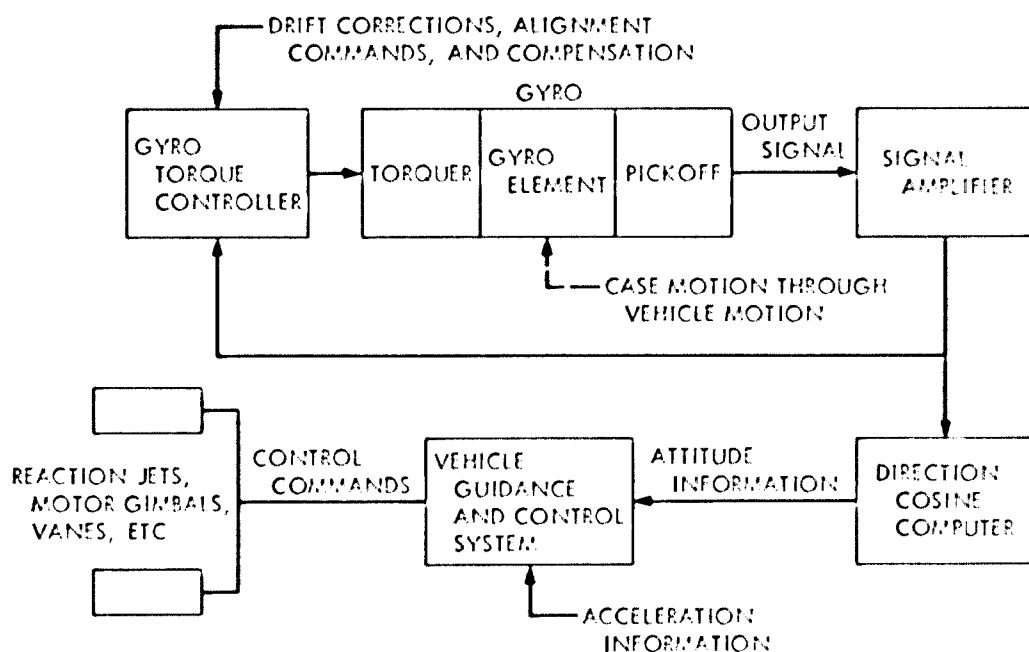 DRIFT CORRECTIONS, ALIGNMENT
COMMANDS, AND COMPENSATION
GYRO
GYRO
TORQUE
CONTROLLER
TORQUER
GYRO
ELEMENT
PICKOFF
OUTPUT
SIGNAL
SIGNAL
AMPLIFIER
CASE MOTION THROUGH
VEHICLE MOTION
REACTION JETS,
MOTOR GIMBALS,
VANES, ETC
CONTROL
COMMANDS
VEHICLE
GUIDANCE
AND CONTROL
SYSTEM
ATTITUDE
INFORMATION
DIRECTION
COSINE
COMPUTER
ACCELERATION
INFORMATION